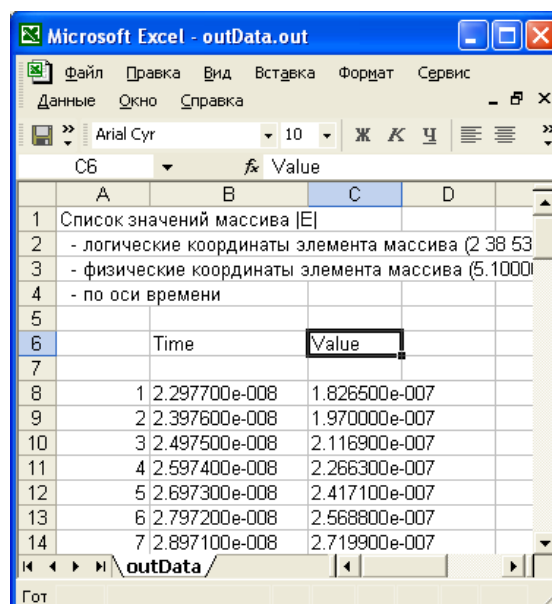 Microsoft Excel - outData.out
Файл Правка Вид Вставка Формат Сервис
Данные Окно Справка
Arial Cyr 10 Ж К Ч
C6 fx Value
A B C D
1 Список значений массива |E|
2 - логические координаты элемента массива (2 38 53
3 - физические координаты элемента массива (5.10000
4 - по оси времени
5
6 Time Value
7
8 1 2.297700e-008 1.826500e-007
9 2 2.397600e-008 1.970000e-007
10 3 2.497500e-008 2.116900e-007
11 4 2.597400e-008 2.266300e-007
12 5 2.697300e-008 2.417100e-007
13 6 2.797200e-008 2.568800e-007
14 7 2.897100e-008 2.719900e-007
outData
Гот